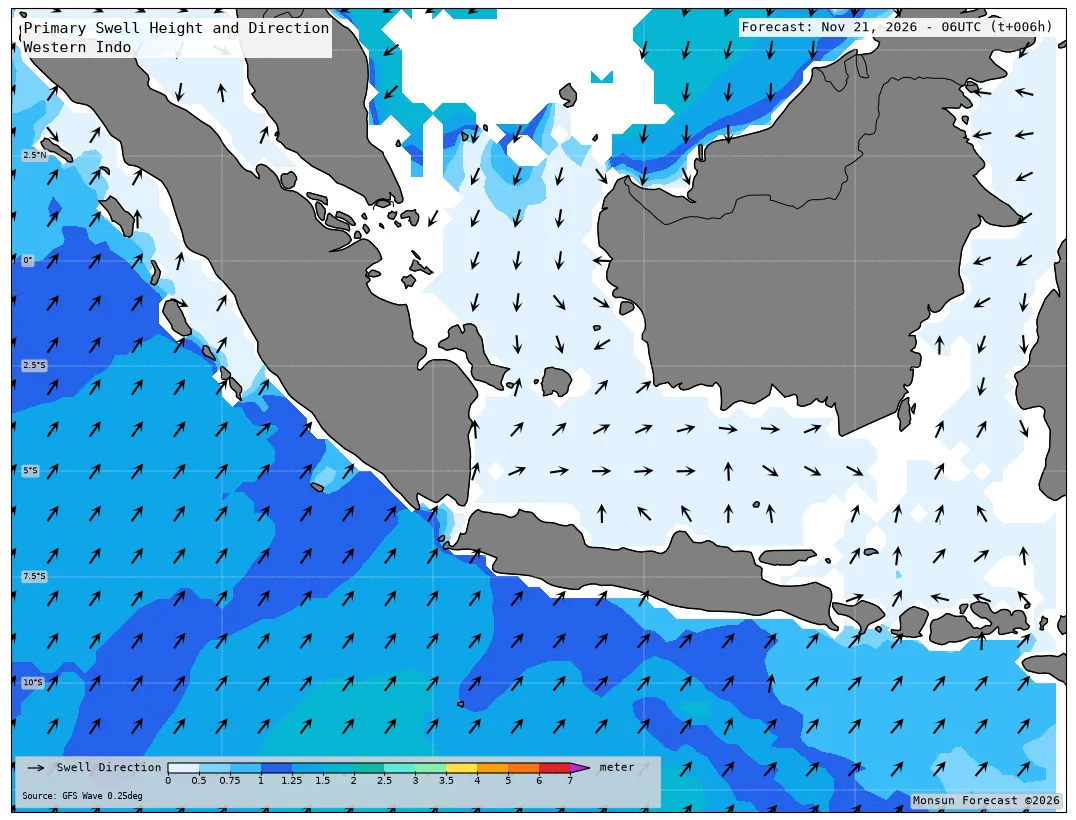 Primary Swell Height and Direction
Western Indo
Forecast: Nov 21, 2026 - 06UTC (t+006h)
2.5°N
0°
2.5°S
5°S
7.5°S
10°S
Swell Direction
0 0.5 0.75 1 1.25 1.5 2 2.5 3 3.5 4 5 6 7
meter
Source: GFS Wave 0.25deg
Monsun Forecast ©2026